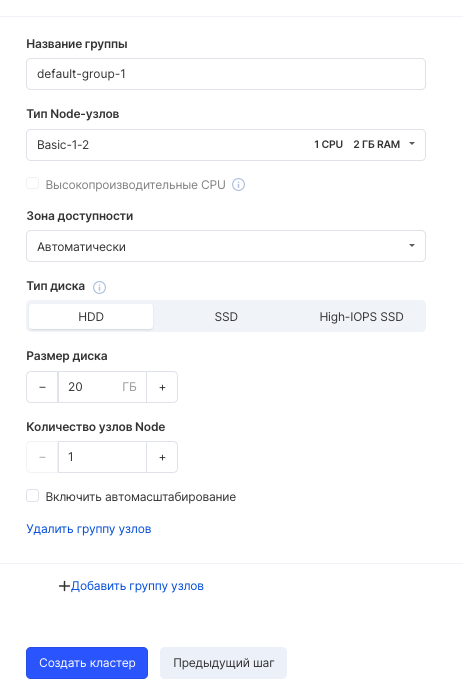 Название группы
default-group-1
Тип Node-узлов
Basic-1-2 1 CPU 2 ГБ RAM
Высокопроизводительные CPU
Зона доступности
Автоматически
Тип диска
HDD SSD High-IOPS SSD
Размер диска
− 20 ГБ +
Количество узлов Node
− 1 +
Включить автомасштабирование
Удалить группу узлов
+Добавить группу узлов
Создать кластер Предыдущий шаг